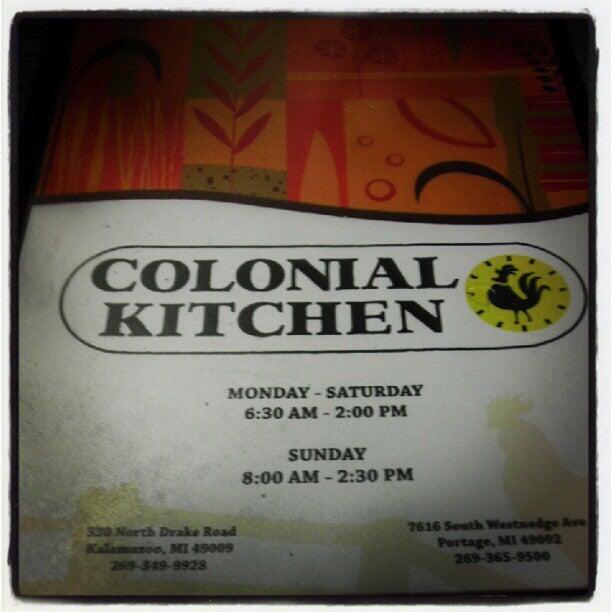 COLONIAL
KITCHEN
MONDAY - SATURDAY
6:30 AM - 2:00 PM
SUNDAY
8:00 AM - 2:30 PM
520 North Drake Road
Kalamazoo, MI 49009
269-349-9928
7616 South Westnedge Ave
Portage, MI 49002
269-365-9500